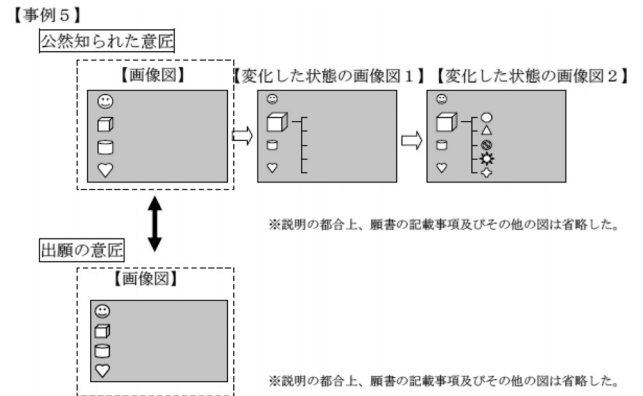 【事例５】
公然知られた意匠
【画像図】
【変化した状態の画像図１】
【変化した状態の画像図２】
※説明の都合上、願書の記載事項及びその他の図は省略した。
出願の意匠
【画像図】
※説明の都合上、願書の記載事項及びその他の図は省略した。